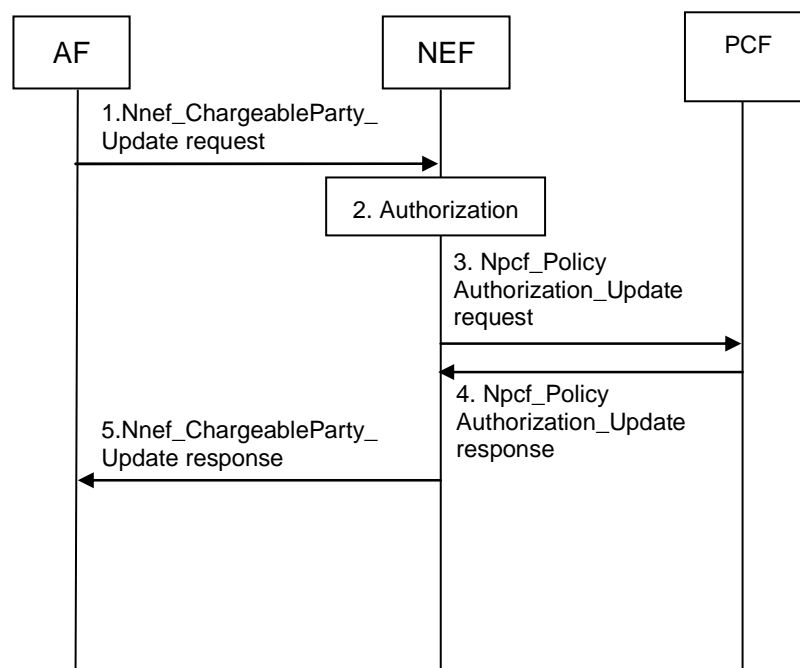 AF
NEF
PCF
1.Nnef_ChargeableParty_
Update request
2. Authorization
3. Npcf_Policy
Authorization_Update
request
4. Npcf_Policy
Authorization_Update
response
5.Nnef_ChargeableParty_
Update response